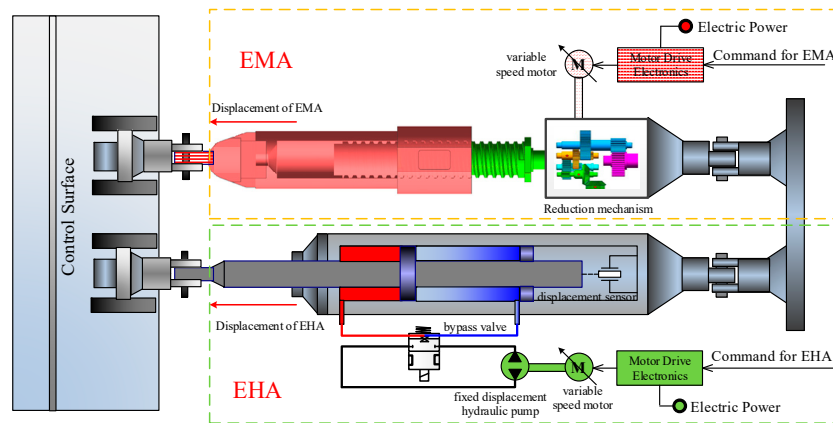 Electric Power
EMA
variable
speed motor
M
Motor Drive
Electronics
Command for EMA
Displacement of EMA
Control Surface
Reduction mechanism
displacement sensor
Displacement of EHA
bypass valve
EHA
fixed displacement
hydraulic pump
M
variable
speed motor
Motor Drive
Electronics
Command for EHA
Electric Power